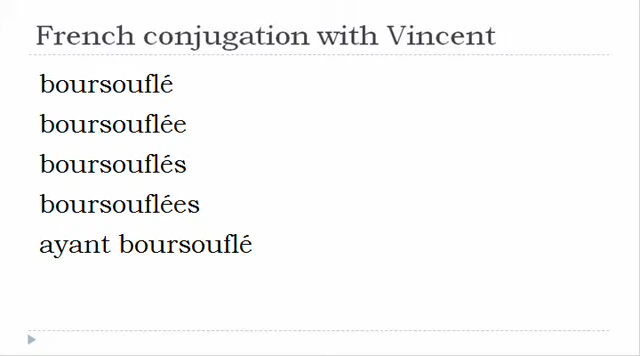 French conjugation with Vincent
boursouflé
boursouflée
boursouflés
boursouflées
ayant boursouflé